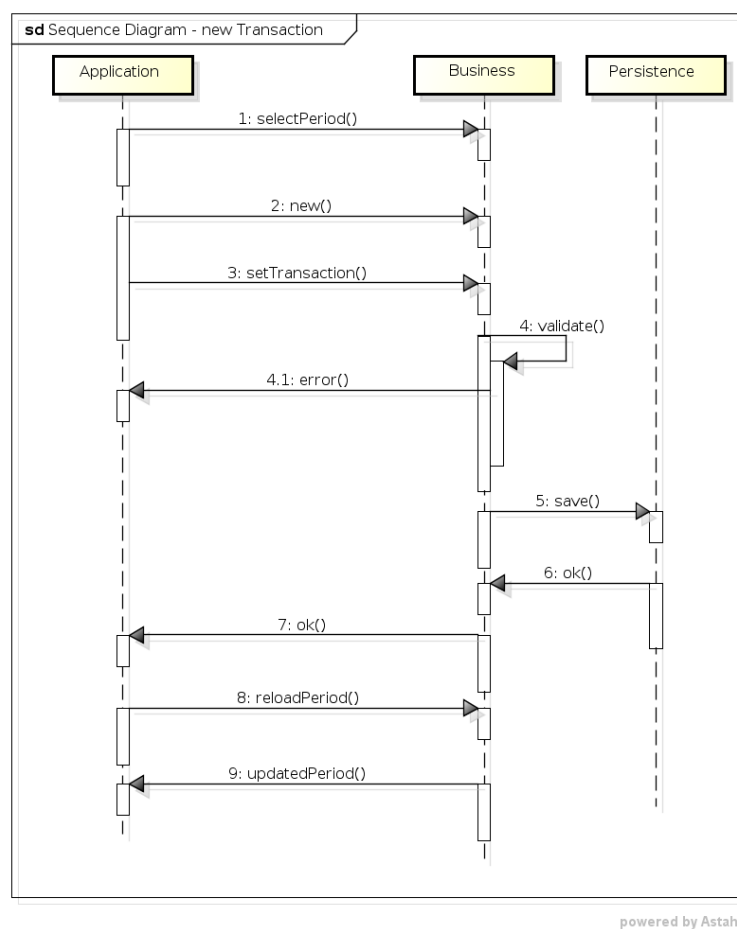 sd Sequence Diagram - new Transaction
Application
Business
Persistence
1: selectPeriod()
2: new()
3: setTransaction()
4: validate()
4.1: error()
5: save()
6: ok()
7: ok()
8: reloadPeriod()
9: updatedPeriod()
powered by Astah